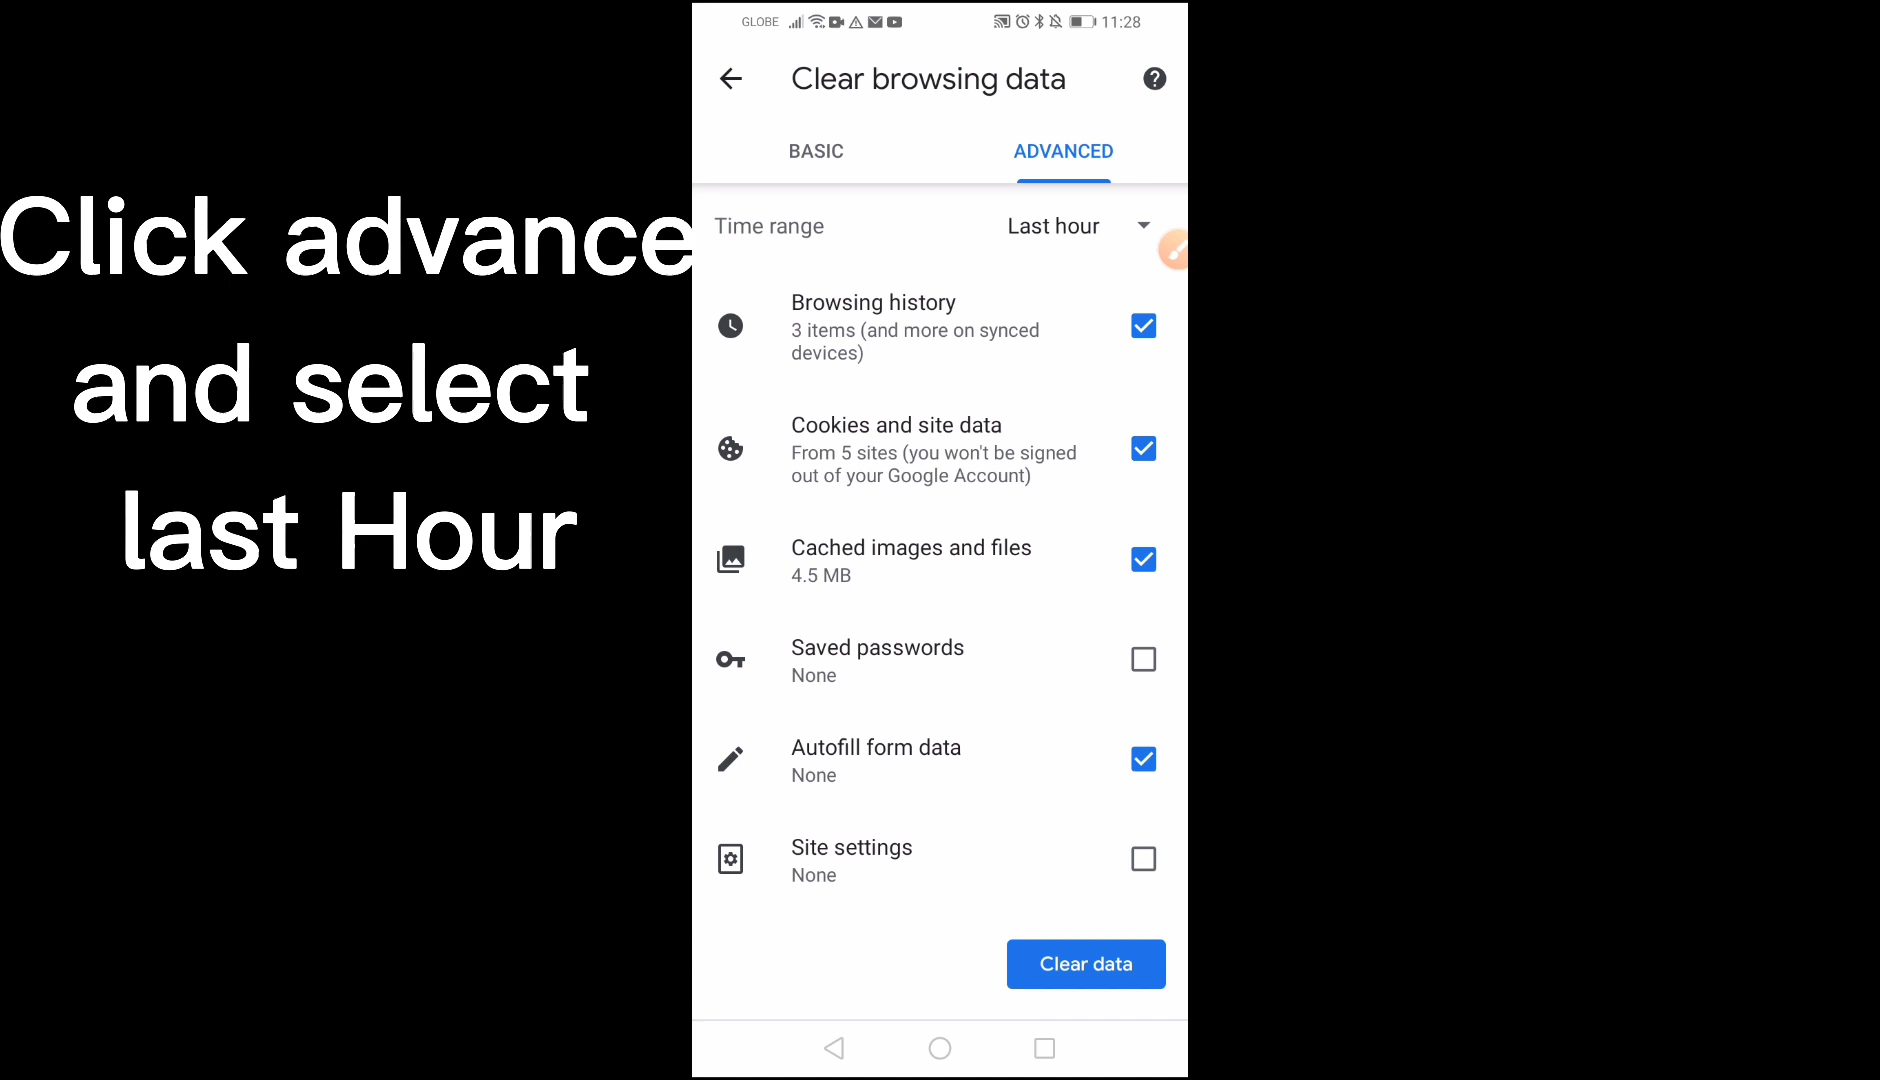 Click advance
and select
last Hour
GLOBE
11:28
Clear browsing data
BASIC
ADVANCED
Time range
Last hour
Browsing history
3 items (and more on synced
devices)
Cookies and site data
From 5 sites (you won't be signed
out of your Google Account)
Cached images and files
4.5 MB
Saved passwords
None
Autofill form data
None
Site settings
None
Clear data